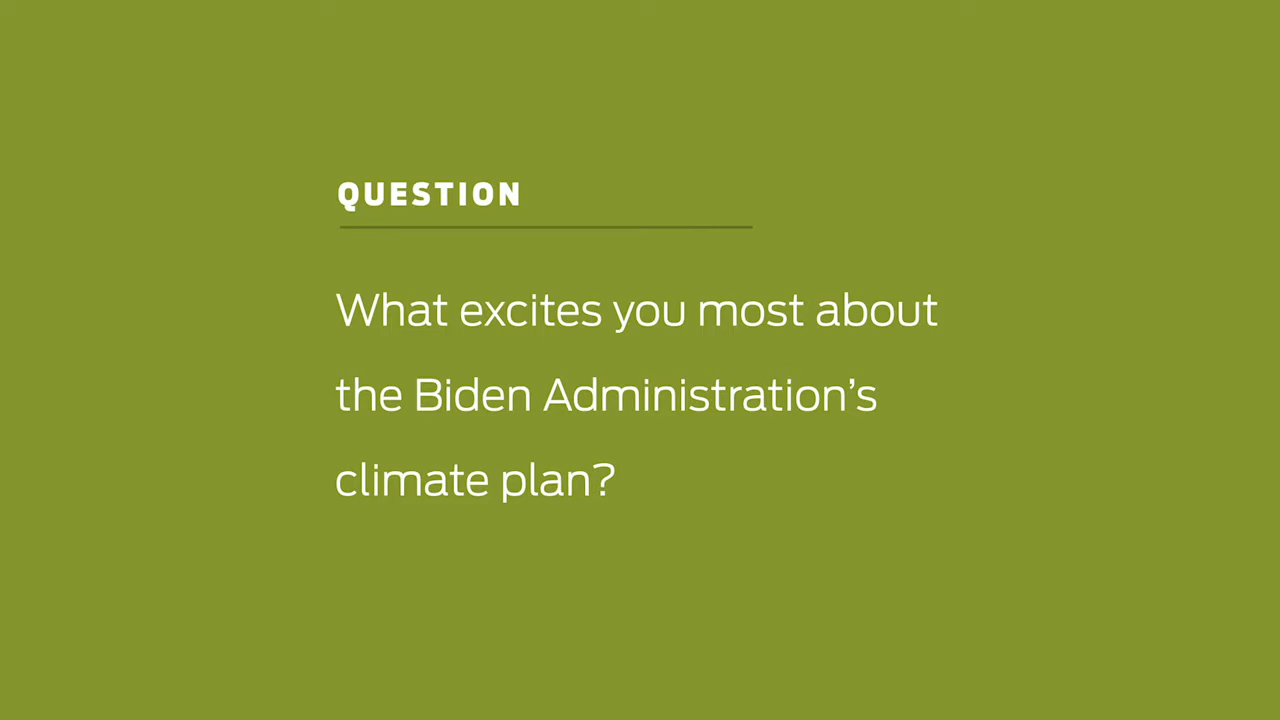 QUESTION
What excites you most about
the Biden Administration’s
climate plan?